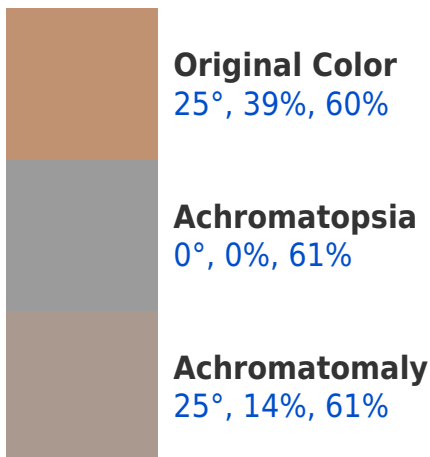 Original Color
25°, 39%, 60%
Achromatopsia
0°, 0%, 61%
Achromatomaly
25°, 14%, 61%